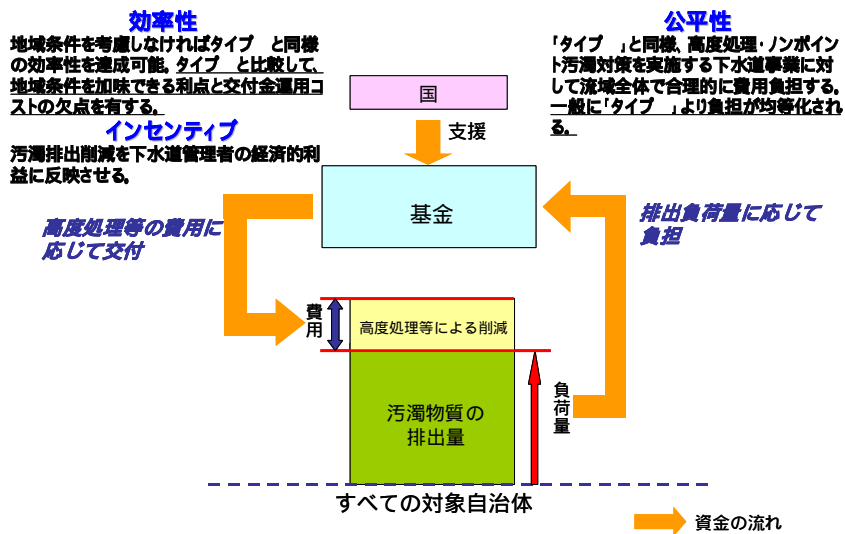 効率性
地域条件を考慮しなければタイプ　と同様
の効率性を達成可能。タイプ　と比較して、
地域条件を加味できる利点と交付金運用コ
ストの欠点を有する。
インセンティブ
汚濁排出削減を下水道管理者の経済的利
益に反映させる。
公平性
「タイプ　」と同様、高度処理・ノンポイン
ト汚濁対策を実施する下水道事業に対
して流域全体で合理的に費用負担する。
一般に「タイプ　」より負担が均等化され
る。
国
支援
基金
高度処理等の費用に
応じて交付
排出負荷量に応じて
負担
費用
高度処理等による削減
汚濁物質の
排出量
負荷量
すべての対象自治体
資金の流れ